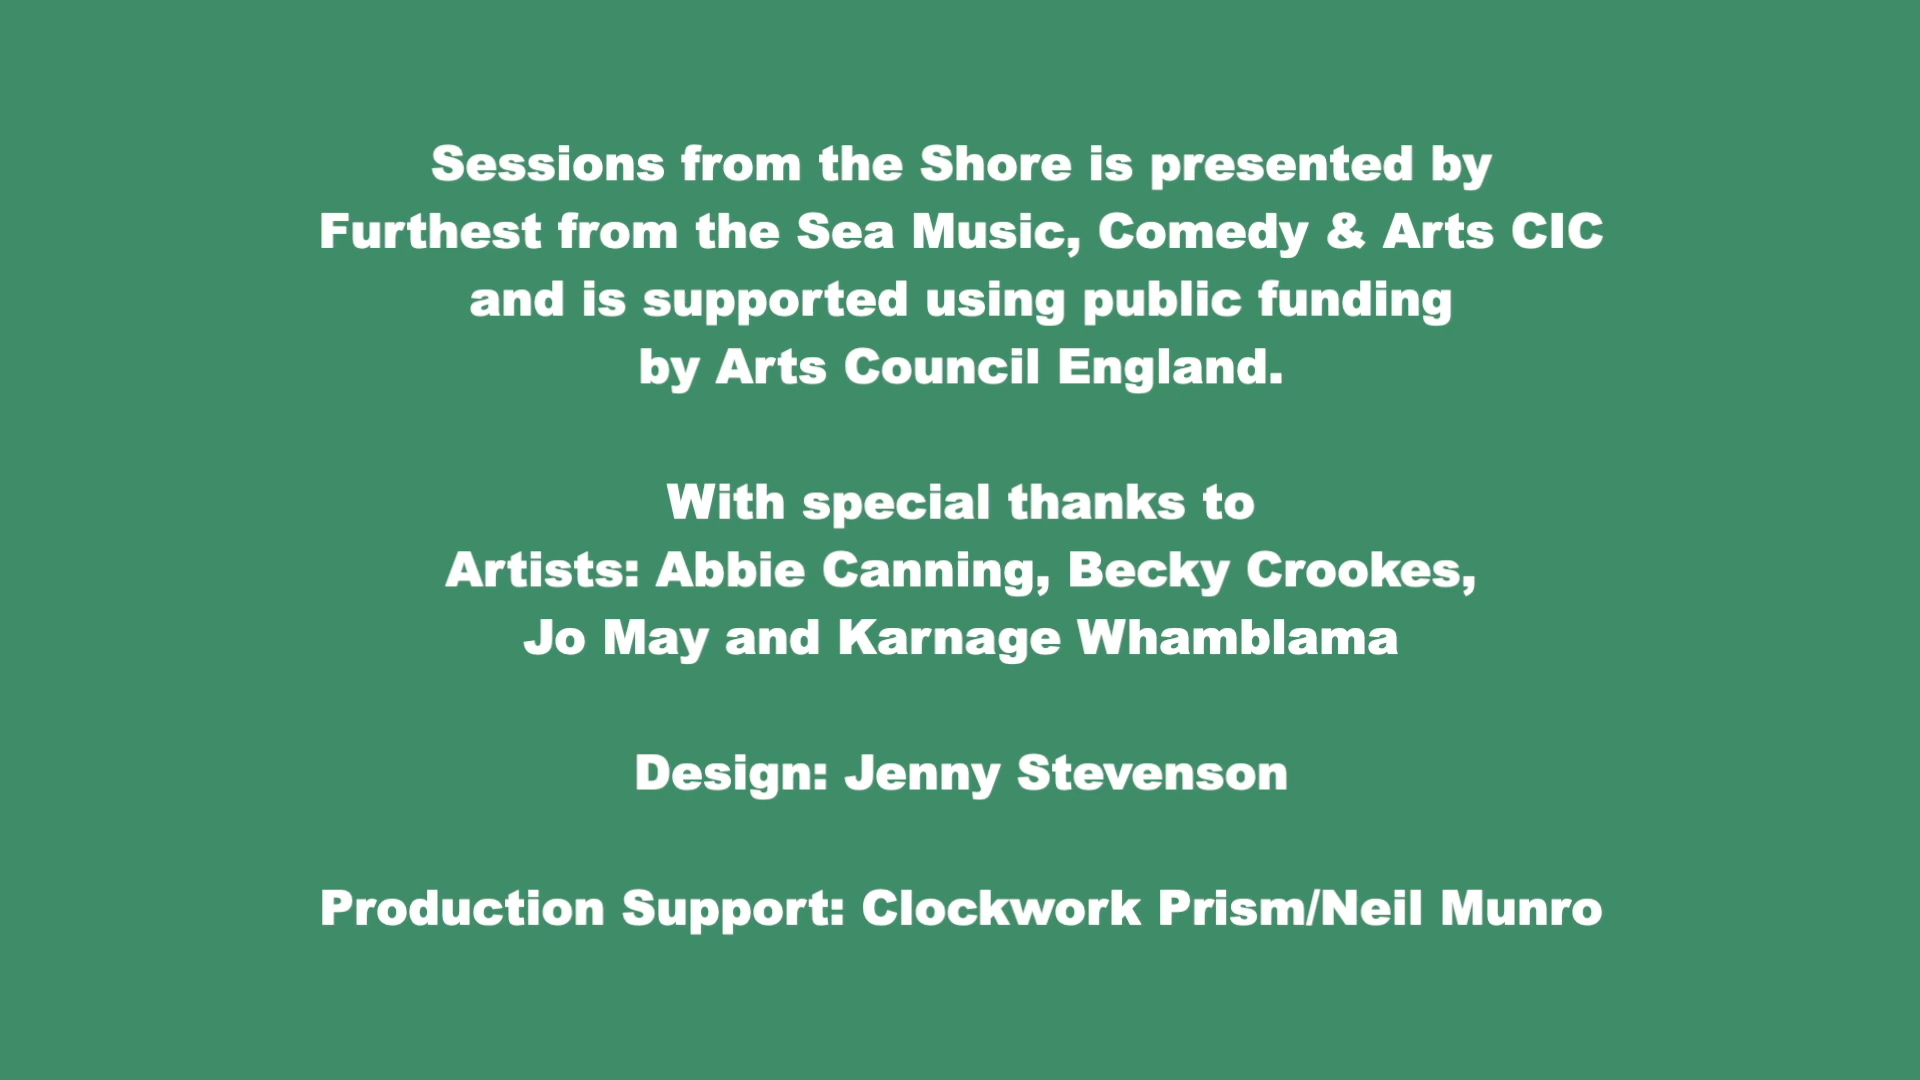 Sessions from the Shore is presented by
Furthest from the Sea Music, Comedy & Arts CIC
and is supported using public funding
by Arts Council England.
With special thanks to
Artists: Abbie Canning, Becky Crookes,
Jo May and Karnage Whamblama
Design: Jenny Stevenson
Production Support: Clockwork Prism/Neil Munro